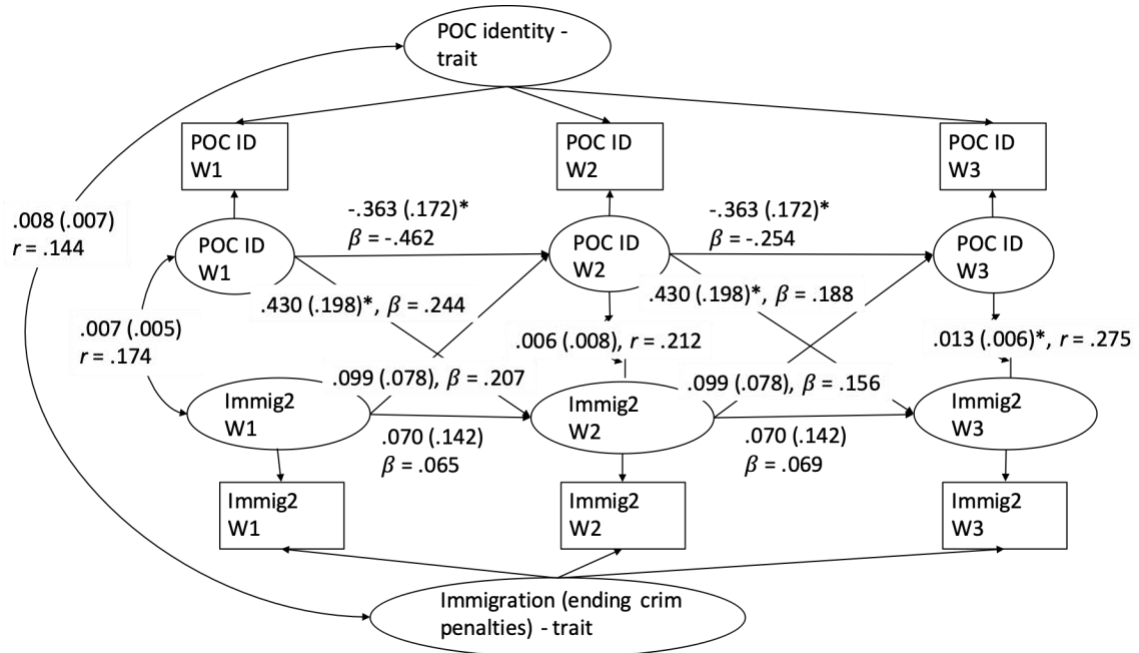 POC identity -
trait
POC ID
W1
POC ID
W2
POC ID
W3
.008 (.007)
r = .144
-.363 (.172)*
β = -.462
-.363 (.172)*
β = -.254
POC ID
W1
POC ID
W2
POC ID
W3
.430 (.198)*, β = .244
.430 (.198)*, β = .188
.007 (.005)
r = .174
.006 (.008), r = .212
.013 (.006)*, r = .275
.099 (.078), β = .207
.099 (.078), β = .156
Immig2
W1
Immig2
W2
Immig2
W3
.070 (.142)
β = .065
.070 (.142)
β = .069
Immig2
W1
Immig2
W2
Immig2
W3
Immigration (ending crim
penalties) - trait